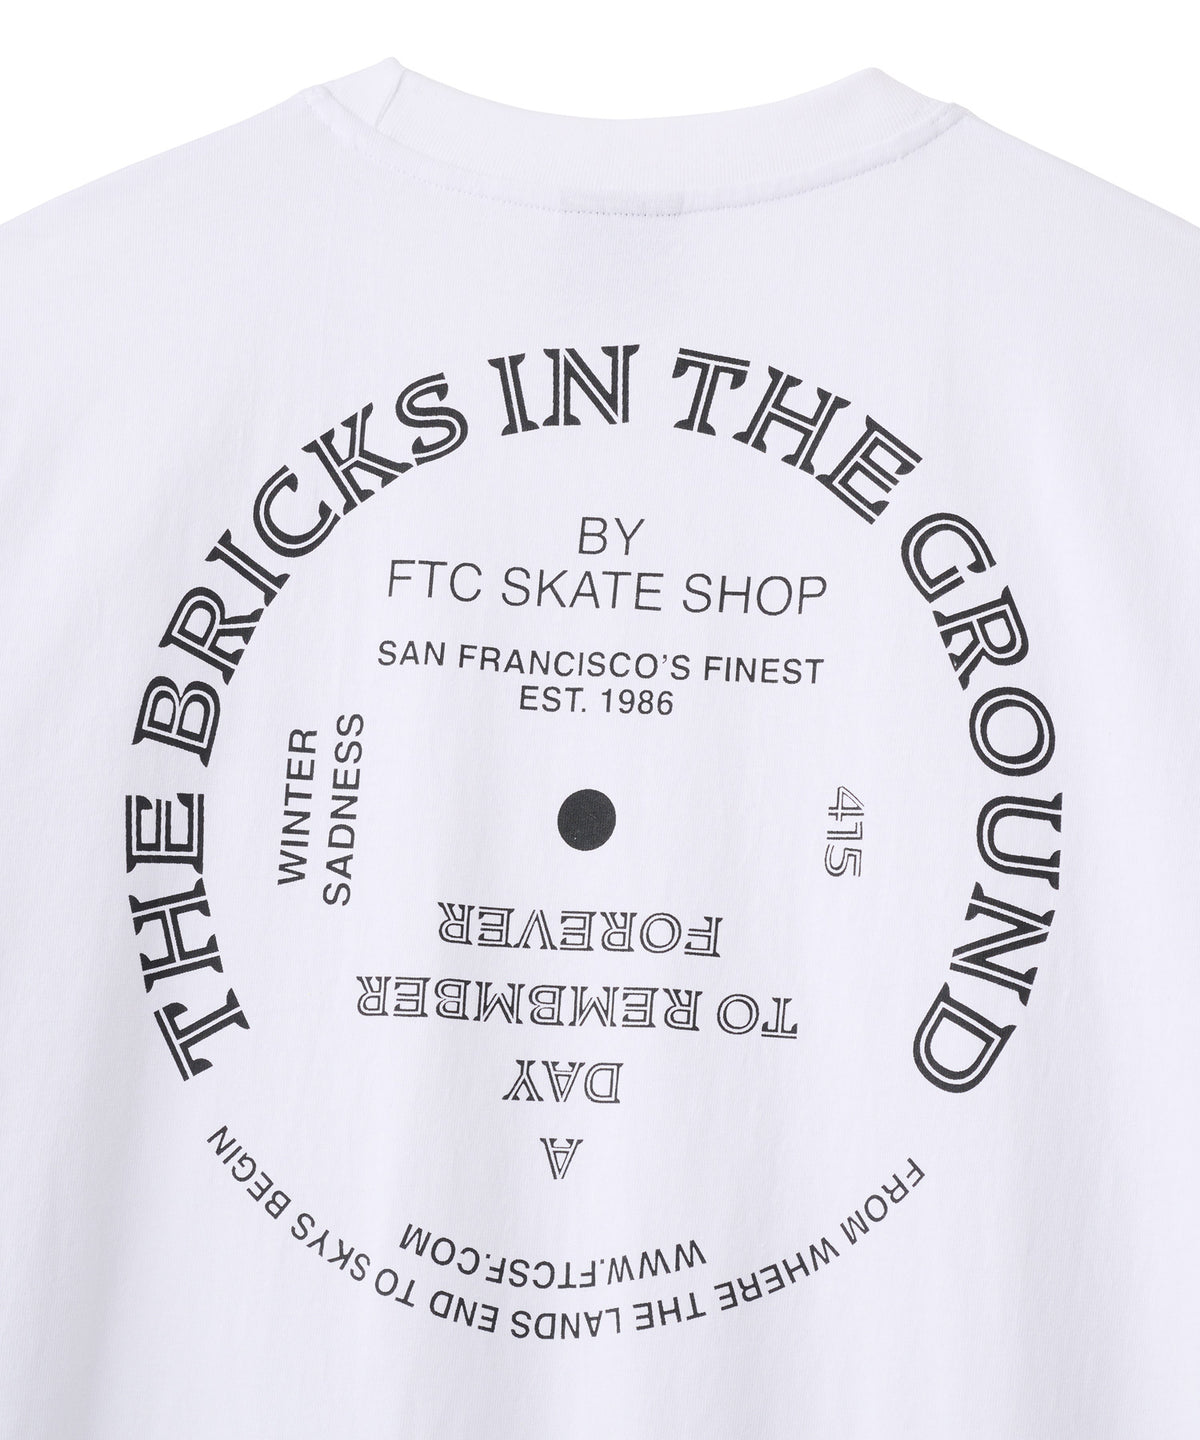 THE BRICKS IN THE GROUND
BY
FTC SKATE SHOP
SAN FRANCISCO'S FINEST
EST. 1986
WINTER
SADNESS
415
A
DAY
TO REMBMBER
FOREVER
WWW.FTCSF.COM
FROM WHERE THE LANDS END TO SKYS BEGIN